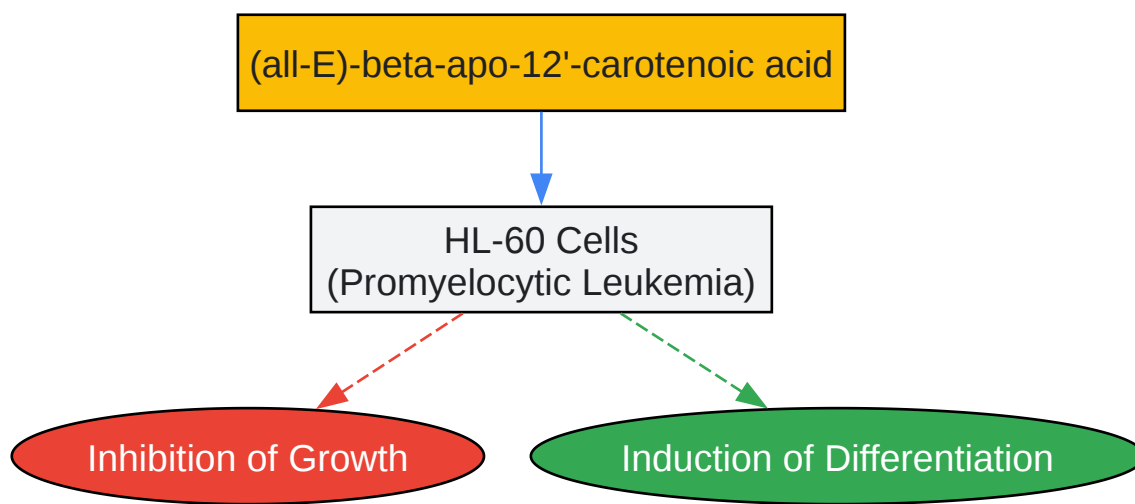 (all-E)-beta-apo-12'-carotenoic acid
HL-60 Cells
(Promyelocytic Leukemia)
Inhibition of Growth
Induction of Differentiation